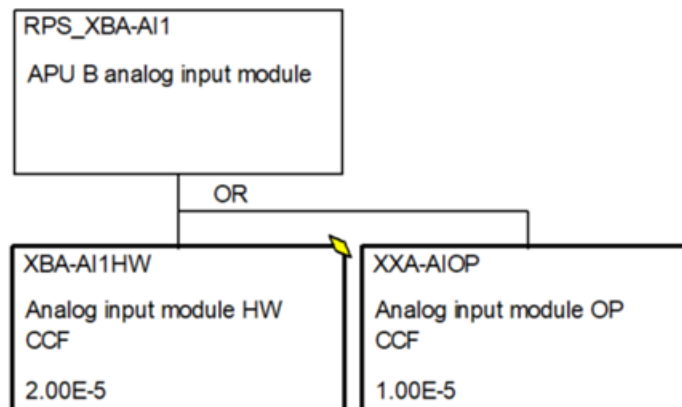 RPS_XBA-AI1
APU B analog input module
OR
XBA-AI1HW
Analog input module HW
CCF
2.00E-5
XXA-AIOP
Analog input module OP
CCF
1.00E-5